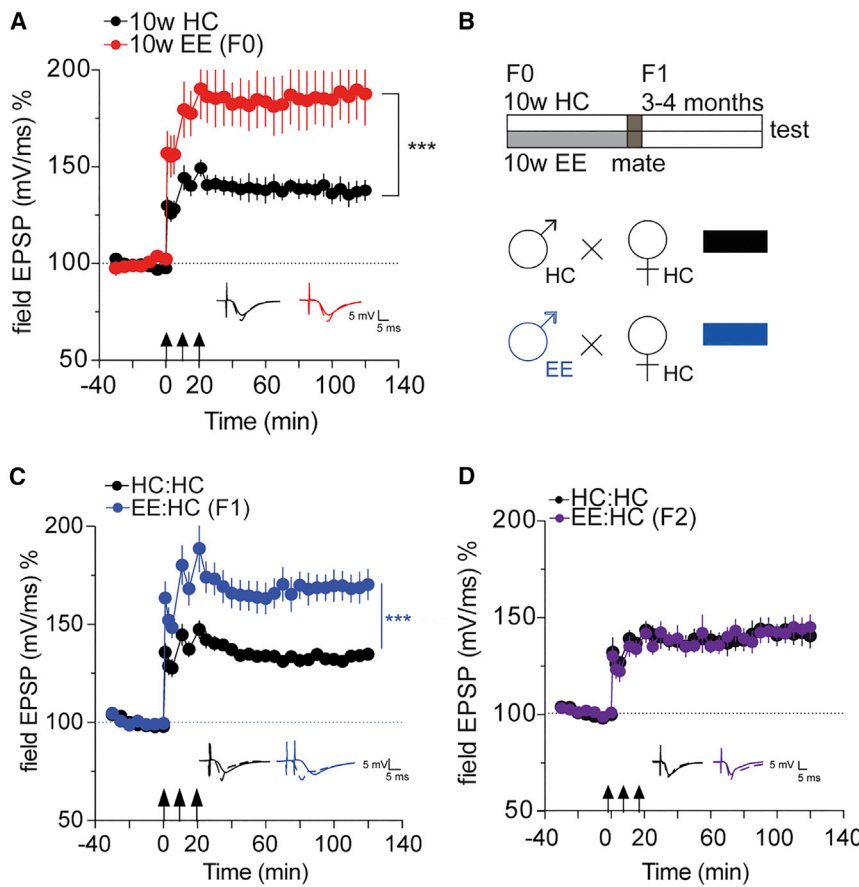 A
10w HC
10w EE (F0)
field EPSP (mV/ms) %
200
150
100
50
***
5 mV
5 ms
-40 0 20 60 100 140
Time (min)
B
F0 F1
10w HC 3-4 months
test
10w EE mate
HC HC
EE HC
C
HC:HC
EE:HC (F1)
field EPSP (mV/ms) %
200
150
100
50
***
5 mV
5 ms
-40 0 20 60 100 140
Time (min)
D
HC:HC
EE:HC (F2)
field EPSP (mV/ms) %
200
150
100
50
5 mV
5 ms
-40 0 20 60 100 140
Time (min)